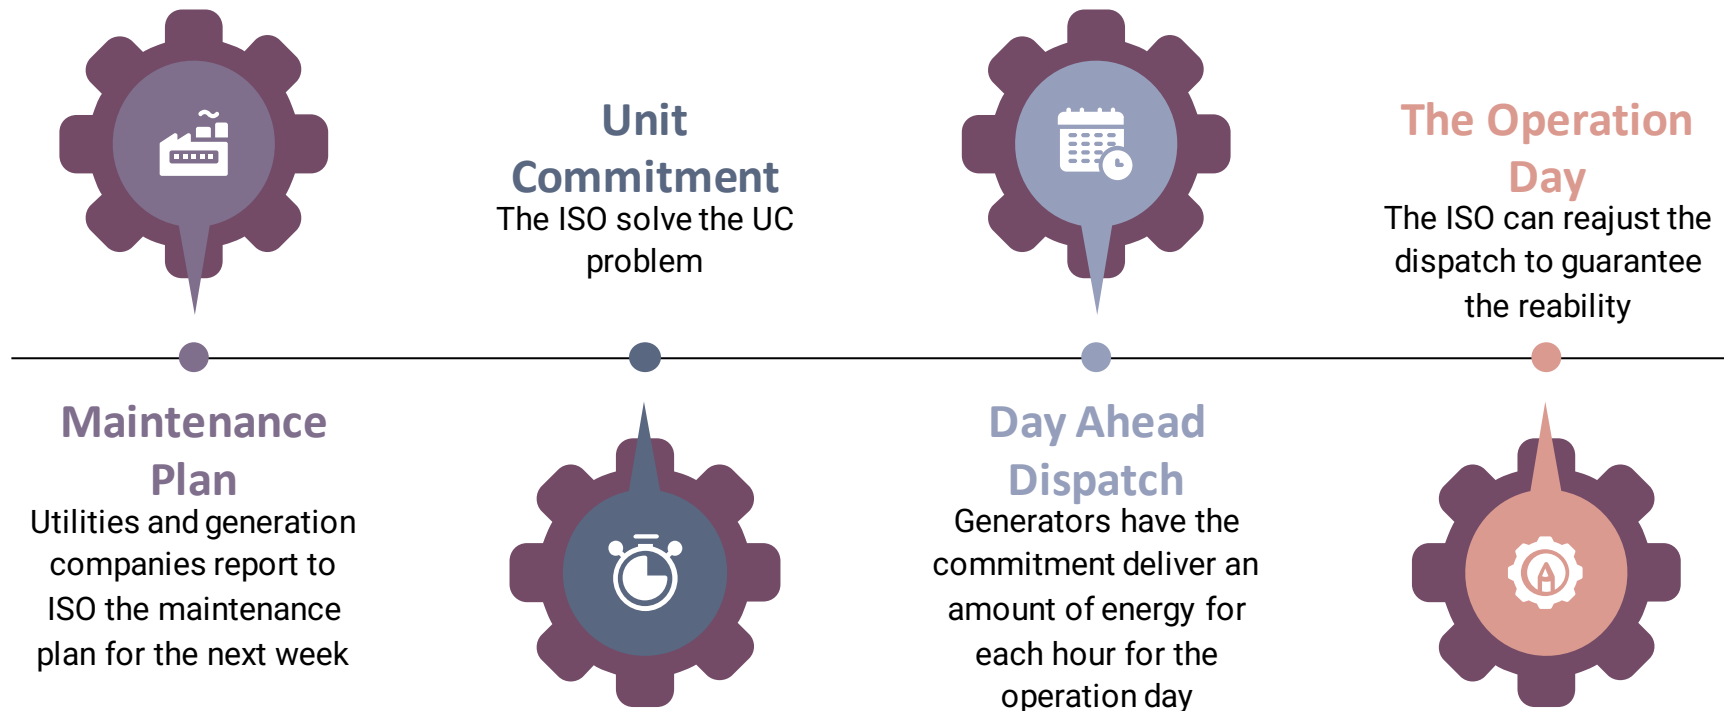 Maintenance
Plan
Utilities and generation
companies report to
ISO the maintenance
plan for the next week
Unit
Commitment
The ISO solve the UC
problem
Day Ahead
Dispatch
Generators have the
commitment deliver an
amount of energy for
each hour for the
operation day
The Operation
Day
The ISO can reajust the
dispatch to guarantee
the reability